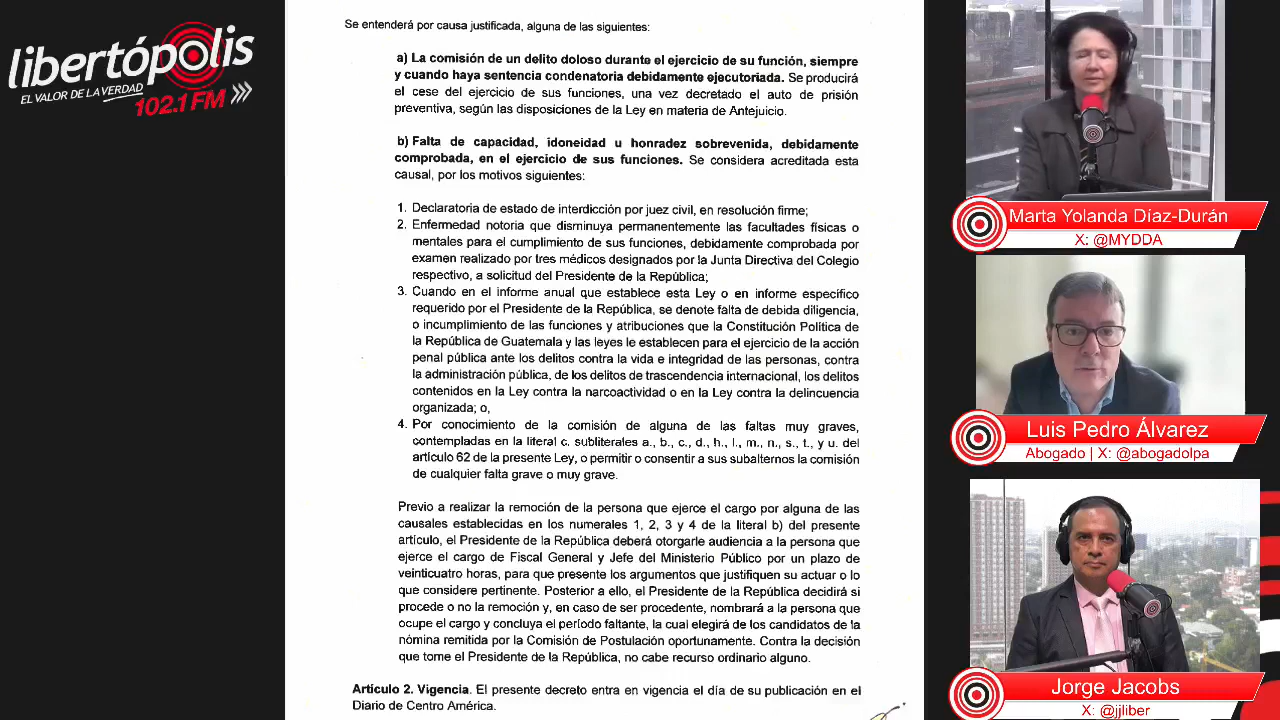 libertópolis
EL VALOR DE LA VERDAD
102.1 FM
Se entenderá por causa justificada, alguna de las siguientes:
a) La comisión de un delito doloso durante el ejercicio de su función, siempre
y cuando haya sentencia condenatoria debidamente ejecutoriada. Se producirá
el cese del ejercicio de sus funciones, una vez decretado el auto de prisión
preventiva, según las disposiciones de la Ley en materia de Antejuicio.
b) Falta de capacidad, idoneidad u honradez sobrevenida, debidamente
comprobada, en el ejercicio de sus funciones. Se considera acreditada esta
causal, por los motivos siguientes:
1. Declaratoria de estado de interdicción por juez civil, en resolución firme;
2. Enfermedad notoria que disminuya permanentemente las facultades físicas o
mentales para el cumplimiento de sus funciones, debidamente comprobada por
examen realizado por tres médicos designados por la Junta Directiva del Colegio
respectivo, a solicitud del Presidente de la República;
3. Cuando en el informe anual que establece esta Ley o en informe específico
requerido por el Presidente de la República, se denote falta de debida diligencia,
o incumplimiento de las funciones y atribuciones que la Constitución Política de
la República de Guatemala y las leyes le establecen para el ejercicio de la acción
penal pública ante los delitos contra la vida e integridad de las personas, contra
la administración pública, de los delitos de trascendencia internacional, los delitos
contenidos en la Ley contra la narcoactividad o en la Ley contra la delincuencia
organizada; o,
4. Por conocimiento de la comisión de alguna de las faltas muy graves,
contempladas en la literal c. subliterales a., b., c., d., h., l., m., n., s., t., y u. del
artículo 62 de la presente Ley, o permitir o consentir a sus subalternos la comisión
de cualquier falta grave o muy grave.
Previo a realizar la remoción de la persona que ejerce el cargo por alguna de las
causales establecidas en los numerales 1, 2, 3 y 4 de la literal b) del presente
artículo, el Presidente de la República deberá otorgarle audiencia a la persona que
ejerce el cargo de Fiscal General y Jefe del Ministerio Público por un plazo de
veinticuatro horas, para que presente los argumentos que justifiquen su actuar o lo
que considere pertinente. Posterior a ello, el Presidente de la República decidirá si
procede o no la remoción y, en caso de ser procedente, nombrará a la persona que
ocupe el cargo y concluya el período faltante, la cual elegirá de los candidatos de la
nómina remitida por la Comisión de Postulación oportunamente. Contra la decisión
que tome el Presidente de la República, no cabe recurso ordinario alguno.
Artículo 2. Vigencia. El presente decreto entra en vigencia el día de su publicación en el
Diario de Centro América.
Marta Yolanda Díaz-Durán
X: @MYDDA
Luis Pedro Álvarez
Abogado | X: @abogadolpa
Jorge Jacobs
X: @jjliber